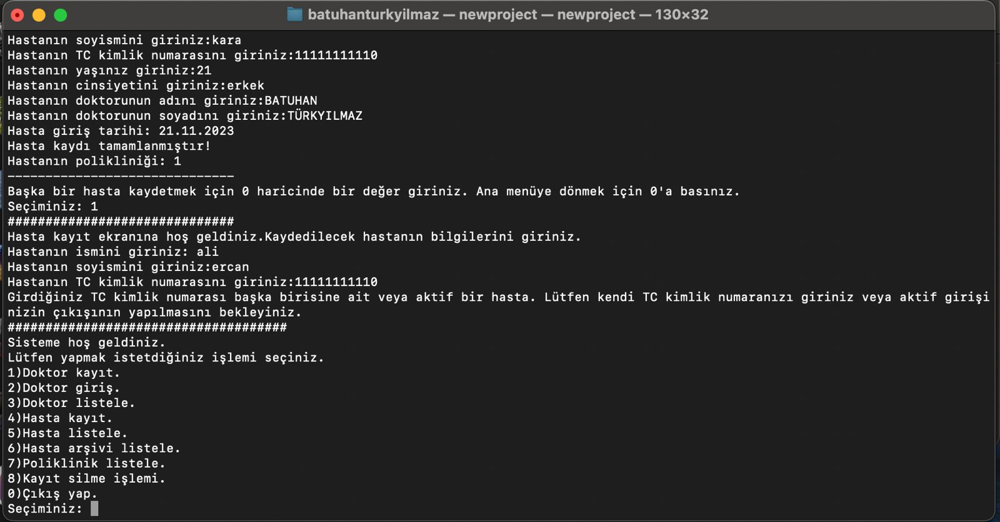 batuhanturkyilmaz — newproject — newproject — 130×32
Hastanın soyismini giriniz:kara
Hastanın TC kimlik numarasını giriniz:11111111110
Hastanın yaşınız giriniz:21
Hastanın cinsiyetini giriniz:erkek
Hastanın doktorunun adını giriniz:BATUHAN
Hastanın doktorunun soyadını giriniz:TÜRKYILMAZ
Hasta giriş tarihi: 21.11.2023
Hasta kaydı tamamlanmıştır!
Hastanın polikliniği: 1
------------------------------
Başka bir hasta kaydetmek için 0 haricinde bir değer giriniz. Ana menüye dönmek için 0'a basınız.
Seçiminiz: 1
##############################
Hasta kayıt ekranına hoş geldiniz.Kaydedilecek hastanın bilgilerini giriniz.
Hastanın ismini giriniz: ali
Hastanın soyismini giriniz:ercan
Hastanın TC kimlik numarasını giriniz:11111111110
Girdiğiniz TC kimlik numarası başka birisine ait veya aktif bir hasta. Lütfen kendi TC kimlik numaranızı giriniz veya aktif girişi
nizin çıkışının yapılmasını bekleyiniz.
#####################################
Sisteme hoş geldiniz.
Lütfen yapmak istetdiğiniz işlemi seçiniz.
1)Doktor kayıt.
2)Doktor giriş.
3)Doktor listele.
4)Hasta kayıt.
5)Hasta listele.
6)Hasta arşivi listele.
7)Poliklinik listele.
8)Kayıt silme işlemi.
0)Çıkış yap.
Seçiminiz: